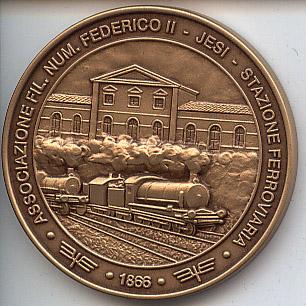 ASSOCIAZIONE FIL. NUM. FEDERICO II - JESI - STAZIONE FERROVIARIA
· 1866 ·